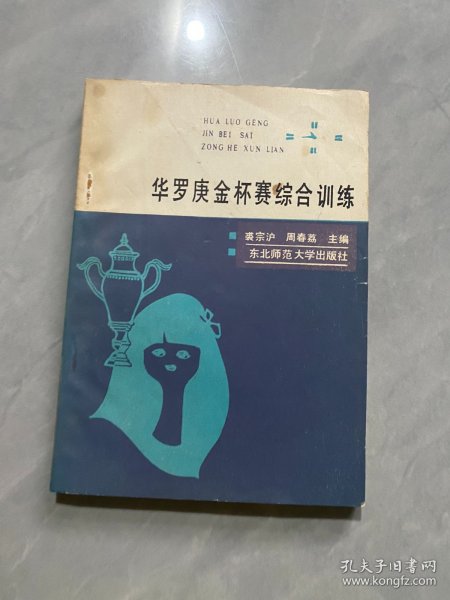 HUA LUO GENG
JIN BEI SAI
ZONG HE XUN LIAN
华罗庚金杯赛综合训练
裘宗沪 周春荔 主编
东北师范大学出版社
孔夫子旧书网
www.kongfz.com